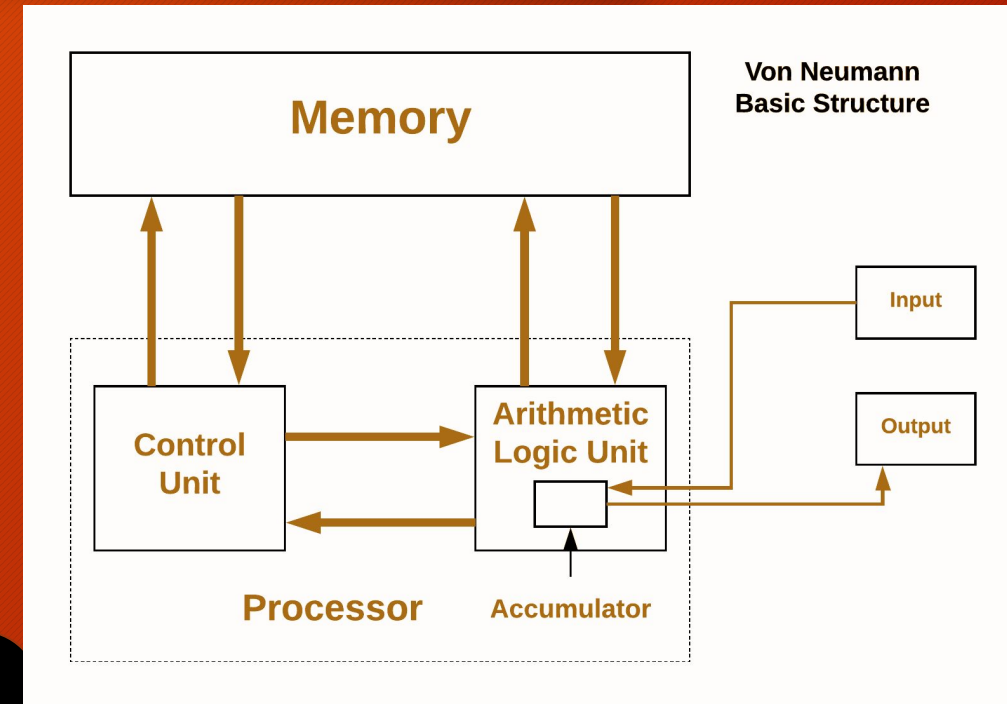 Von Neumann
Basic Structure
Memory
Input
Output
Control
Unit
Arithmetic
Logic Unit
Processor
Accumulator